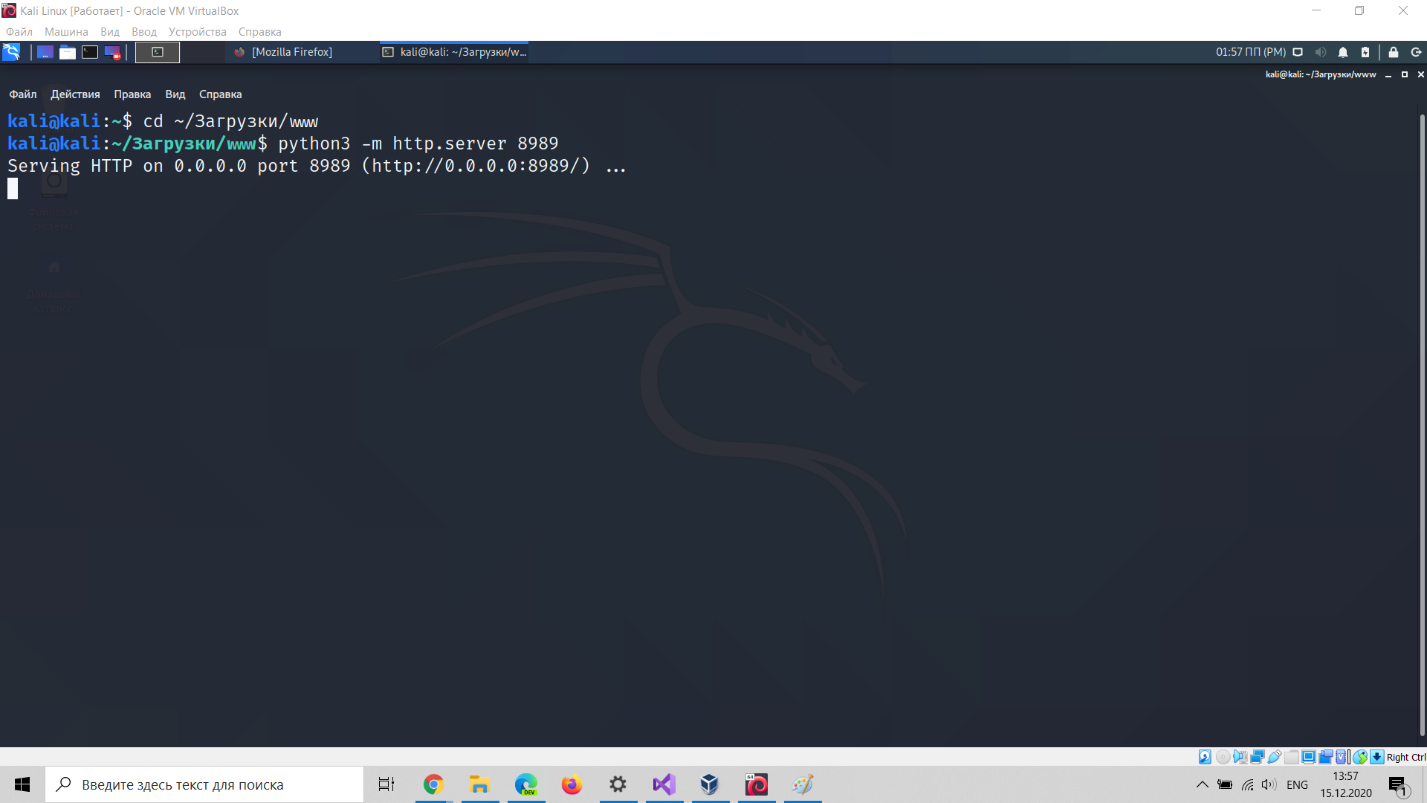 Kali Linux [Работает] - Oracle VM VirtualBox
Файл Машина Вид Ввод Устройства Справка
[Mozilla Firefox] kali@kali: ~/Загрузки/w... 01:57 ПП (PM)
kali@kali: ~/Загрузки/www
Файл Действия Правка Вид Справка
kali@kali:~$ cd ~/Загрузки/www
kali@kali:~/Загрузки/www$ python3 -m http.server 8989
Serving HTTP on 0.0.0.0 port 8989 (http://0.0.0.0:8989/) ...
Right Ctrl
Введите здесь текст для поиска
DEV
64
ENG
13:57
15.12.2020
1